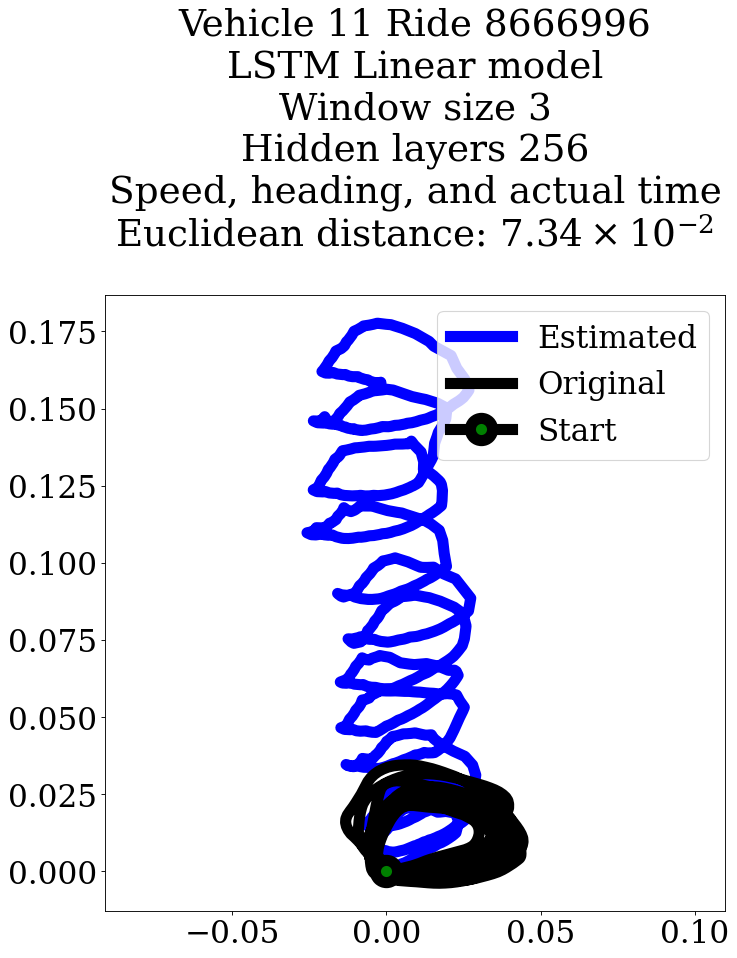 Vehicle 11 Ride 8666996
LSTM Linear model
Window size 3
Hidden layers 256
Speed, heading, and actual time
Euclidean distance: 7.34 × 10⁻²
Estimated
Original
Start
0.175
0.150
0.125
0.100
0.075
0.050
0.025
0.000
−0.05
0.00
0.05
0.10